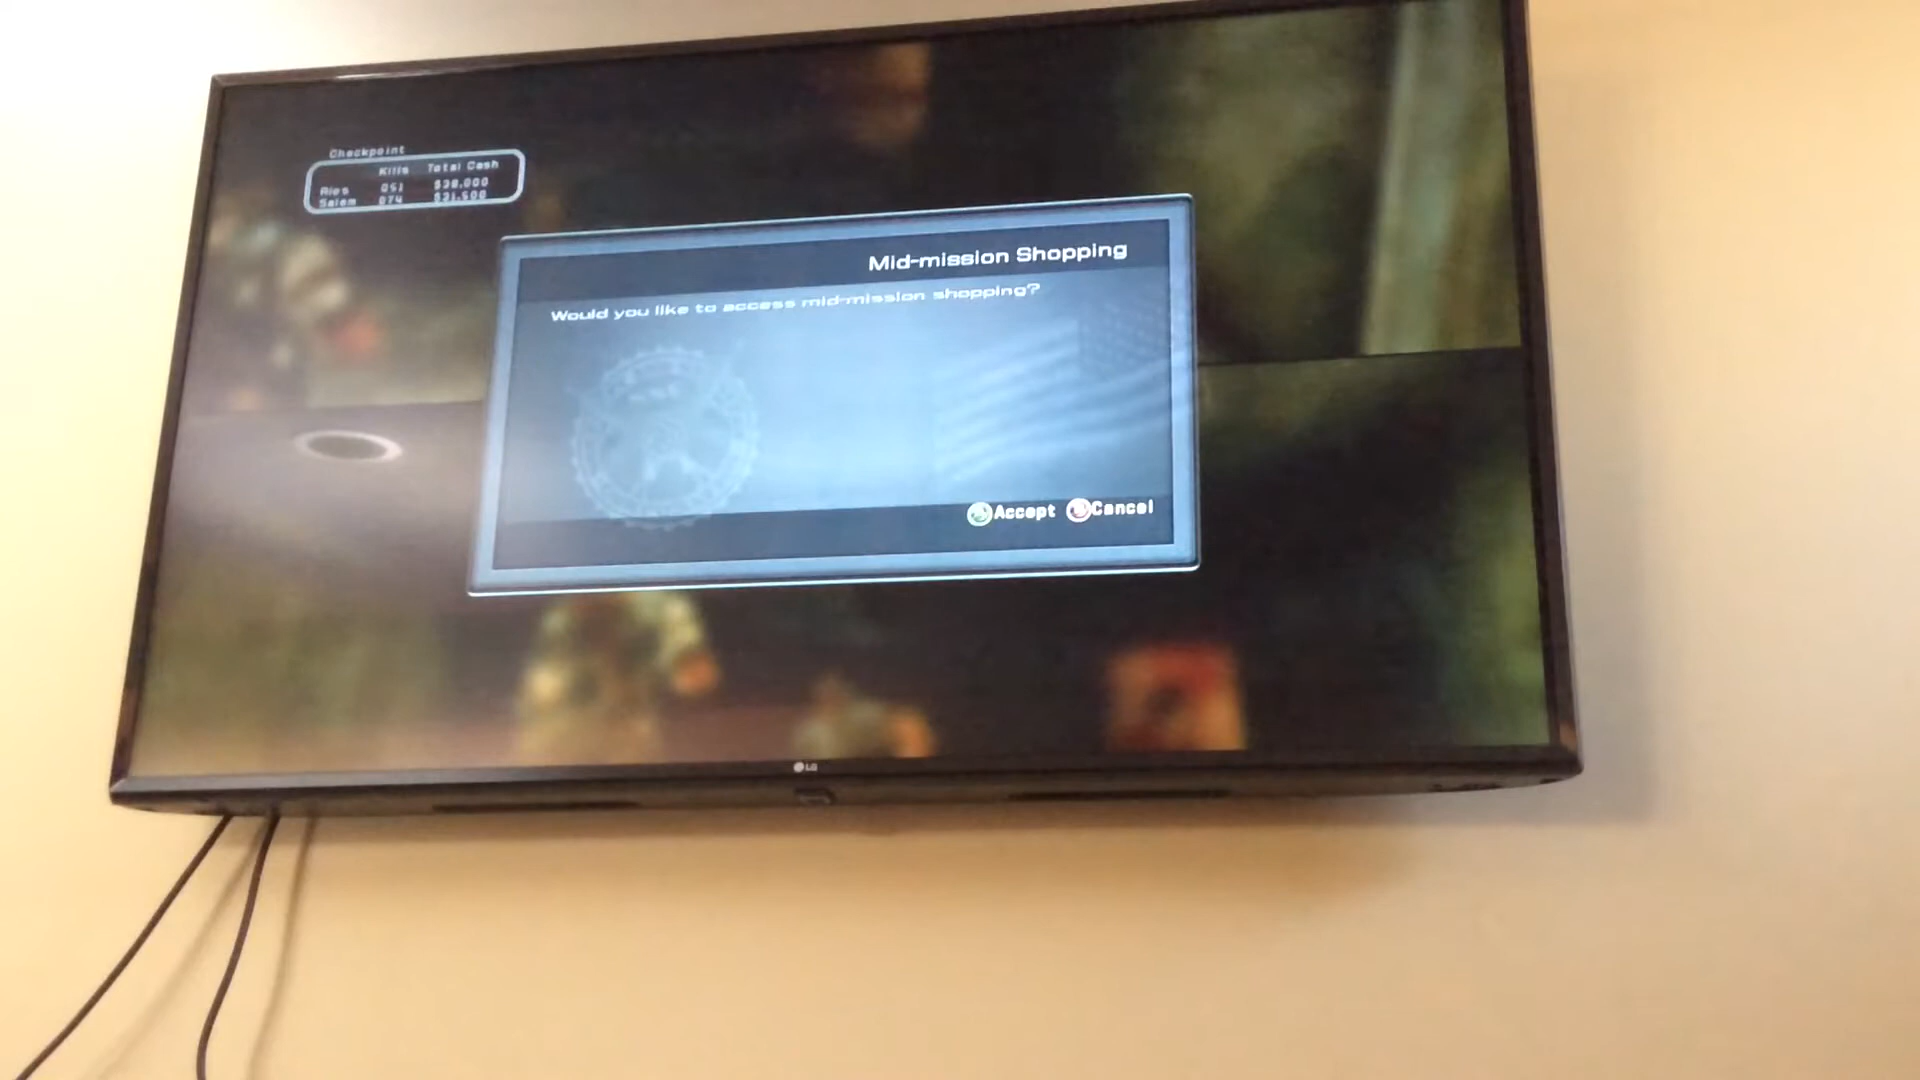 Checkpoint
Kills Total Cash
Rios 051 $38,000
Salem 074 $21,500
Mid-mission Shopping
Would you like to access mid-mission shopping?
Accept Cancel
LG